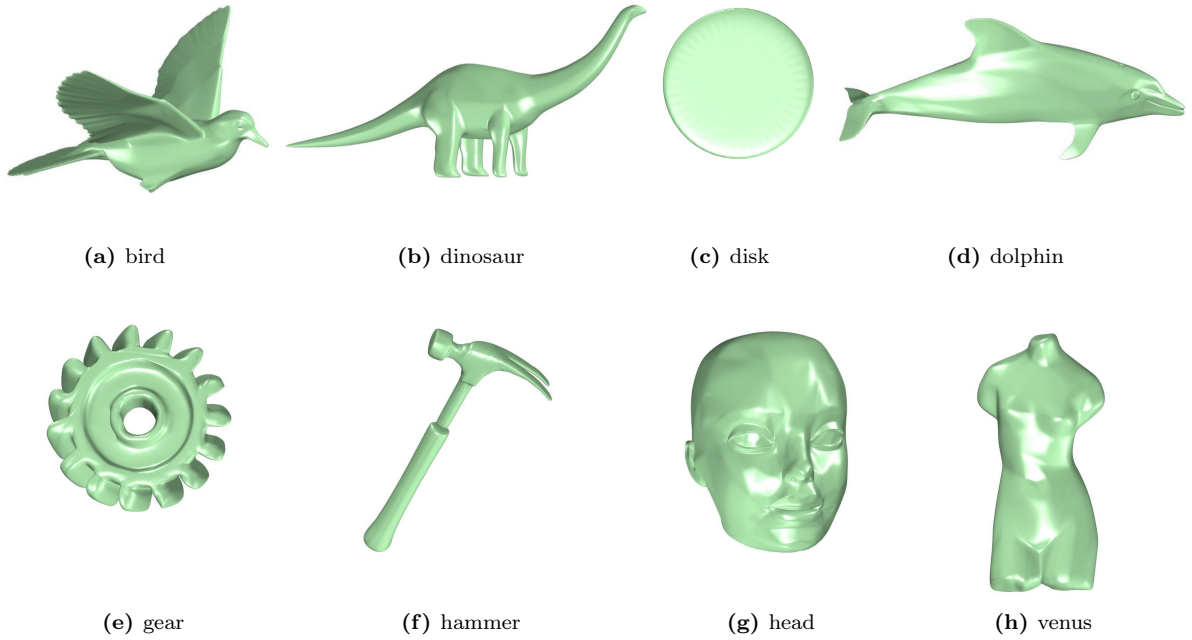 (a) bird
(b) dinosaur
(c) disk
(d) dolphin
(e) gear
(f) hammer
(g) head
(h) venus